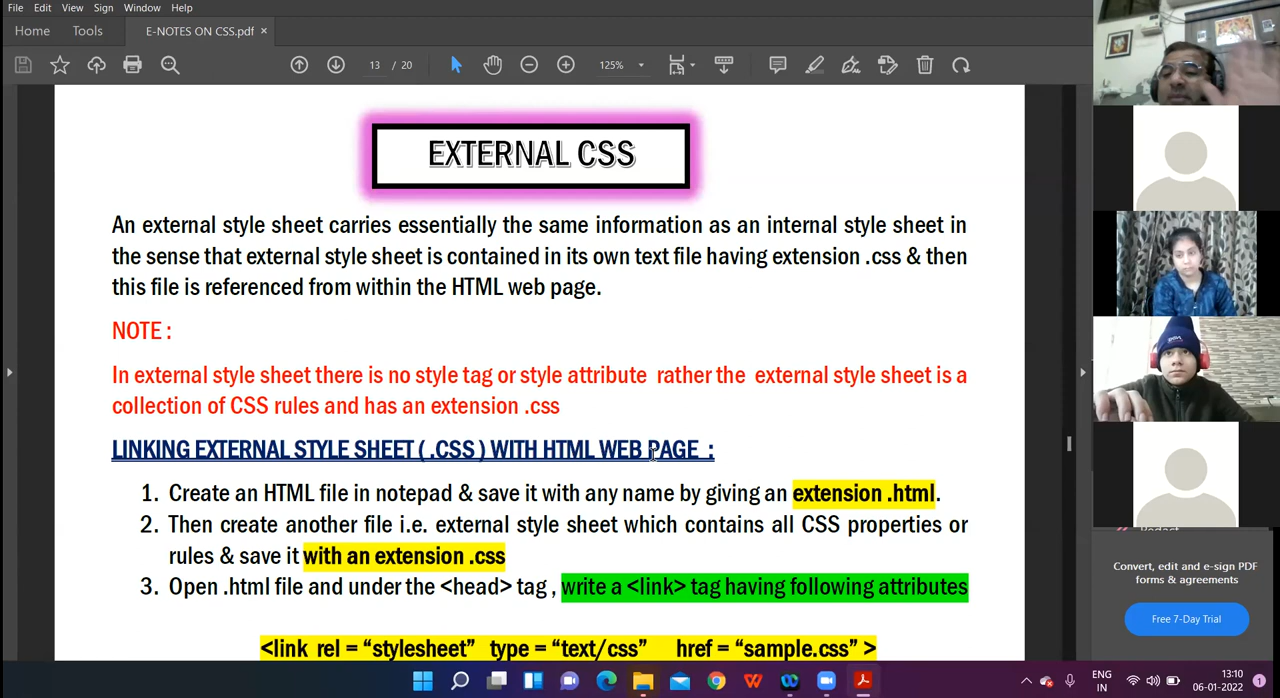 File Edit View Sign Window Help
Home Tools E-NOTES ON CSS.pdf ×
13 / 20 125%
EXTERNAL CSS
An external style sheet carries essentially the same information as an internal style sheet in
the sense that external style sheet is contained in its own text file having extension .css & then
this file is referenced from within the HTML web page.
NOTE :
In external style sheet there is no style tag or style attribute rather the external style sheet is a
collection of CSS rules and has an extension .css
LINKING EXTERNAL STYLE SHEET ( .CSS ) WITH HTML WEB PAGE :
1. Create an HTML file in notepad & save it with any name by giving an extension .html.
2. Then create another file i.e. external style sheet which contains all CSS properties or
rules & save it with an extension .css
3. Open .html file and under the <head> tag , write a <link> tag having following attributes
<link rel = “stylesheet” type = “text/css” href = “sample.css” >
Convert, edit and e-sign PDF
forms & agreements
Free 7-Day Trial
ENG
IN
13:10
06-01-2022
1